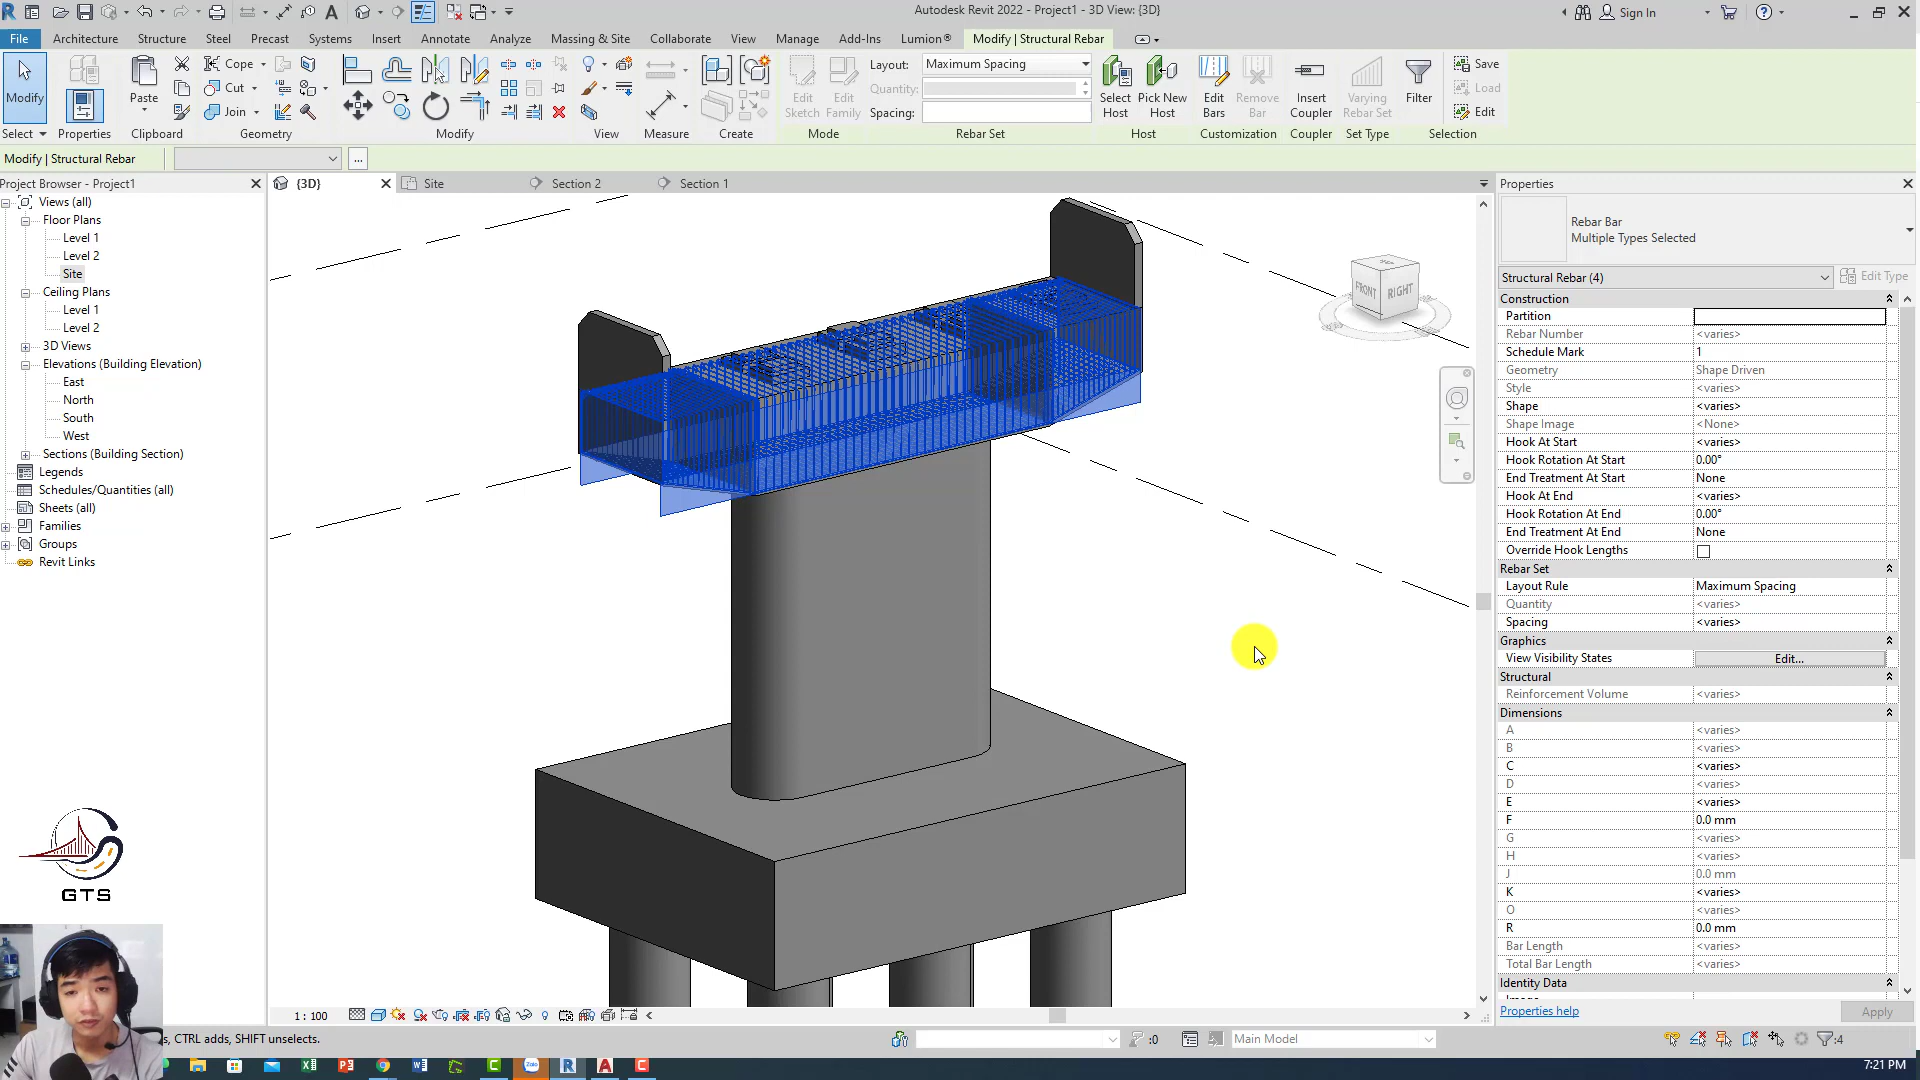 Autodesk Revit 2022 - Project1 - 3D View: {3D}
Sign In
File Architecture Structure Steel Precast Systems Insert Annotate Analyze Massing & Site Collaborate View Manage Add-Ins Lumion® Modify | Structural Rebar
Modify
Paste
Cope
Cut
Join
Edit Sketch
Edit Family
Layout: Maximum Spacing
Quantity:
Spacing:
Select Host
Pick New Host
Edit Bars
Remove Bar
Insert Coupler
Varying Rebar Set
Filter
Save
Load
Edit
Select Properties Clipboard Geometry Modify View Measure Create Mode Rebar Set Host Customization Coupler Set Type Selection
Modify | Structural Rebar
...
Project Browser - Project1
{3D} Site Section 2 Section 1
Views (all)
Floor Plans
Level 1
Level 2
Site
Ceiling Plans
Level 1
Level 2
3D Views
Elevations (Building Elevation)
East
North
South
West
Sections (Building Section)
Legends
Schedules/Quantities (all)
Sheets (all)
Families
Groups
Revit Links
GTS
FRONT RIGHT
Properties
Rebar Bar
Multiple Types Selected
Structural Rebar (4) Edit Type
Construction
Partition
Rebar Number <varies>
Schedule Mark 1
Geometry Shape Driven
Style <varies>
Shape <varies>
Shape Image <None>
Hook At Start <varies>
Hook Rotation At Start 0.00°
End Treatment At Start None
Hook At End <varies>
Hook Rotation At End 0.00°
End Treatment At End None
Override Hook Lengths
Rebar Set
Layout Rule Maximum Spacing
Quantity <varies>
Spacing <varies>
Graphics
View Visibility States Edit...
Structural
Reinforcement Volume <varies>
Dimensions
A <varies>
B <varies>
C <varies>
D <varies>
E <varies>
F 0.0 mm
G <varies>
H <varies>
J 0.0 mm
K <varies>
O <varies>
R 0.0 mm
Bar Length <varies>
Total Bar Length <varies>
Identity Data
Properties help Apply
1 : 100
s, CTRL adds, SHIFT unselects.
:0
Main Model
:4
7:21 PM